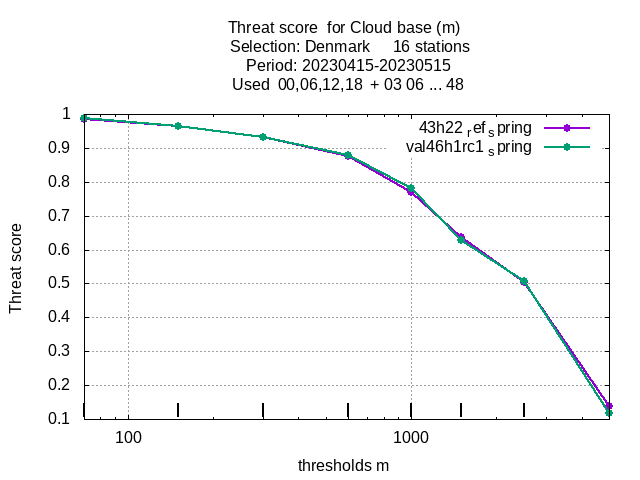 Threat score for Cloud base (m)
Selection: Denmark 16 stations
Period: 20230415-20230515
Used 00,06,12,18 + 03 06 ... 48
43h22 ref spring
val46h1rc1 spring
Threat score
1
0.9
0.8
0.7
0.6
0.5
0.4
0.3
0.2
0.1
100 1000
thresholds m